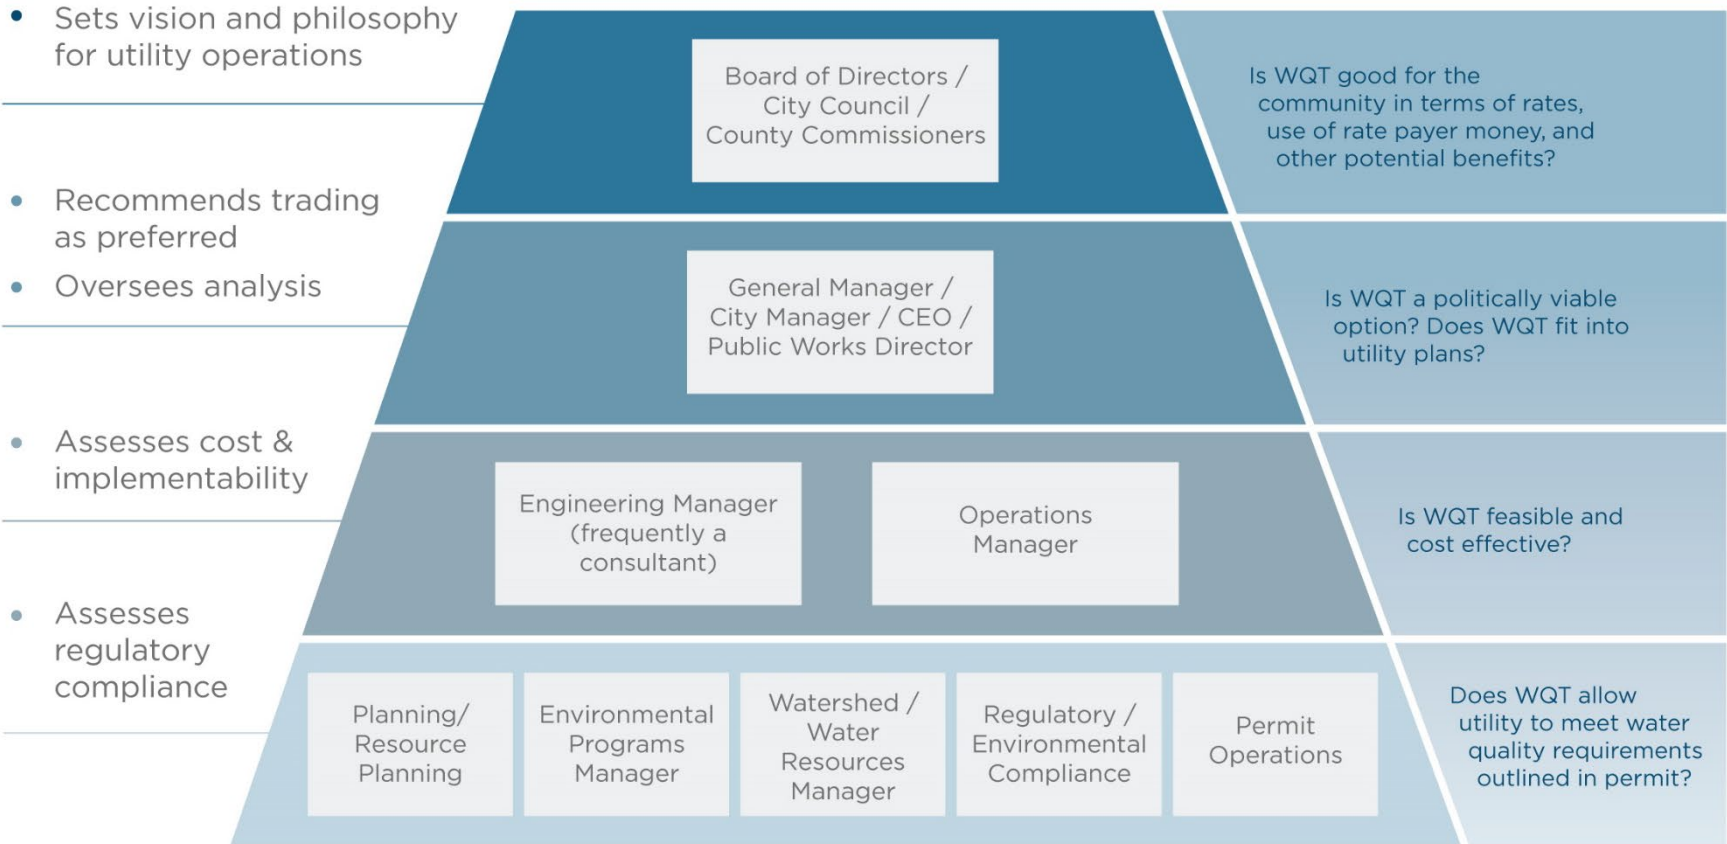 • Sets vision and philosophy
for utility operations
Board of Directors /
City Council /
County Commissioners
Is WQT good for the
community in terms of rates,
use of rate payer money, and
other potential benefits?
• Recommends trading
as preferred
• Oversees analysis
General Manager /
City Manager / CEO /
Public Works Director
Is WQT a politically viable
option? Does WQT fit into
utility plans?
• Assesses cost &
implementability
Engineering Manager
(frequently a
consultant)
Operations
Manager
Is WQT feasible and
cost effective?
• Assesses
regulatory
compliance
Planning/
Resource
Planning
Environmental
Programs
Manager
Watershed /
Water
Resources
Manager
Regulatory /
Environmental
Compliance
Permit
Operations
Does WQT allow
utility to meet water
quality requirements
outlined in permit?